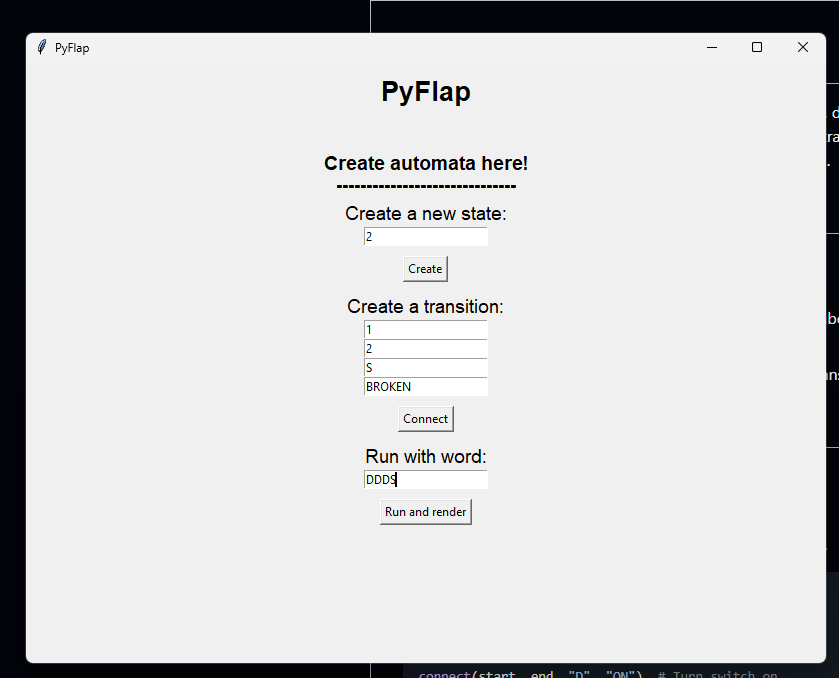 PyFlap
PyFlap
Create automata here!
------------------------------
Create a new state:
2
Create
Create a transition:
1
2
S
BROKEN
Connect
Run with word:
DDDS
Run and render
connect(start, end, "D", "ON") # Turn switch on